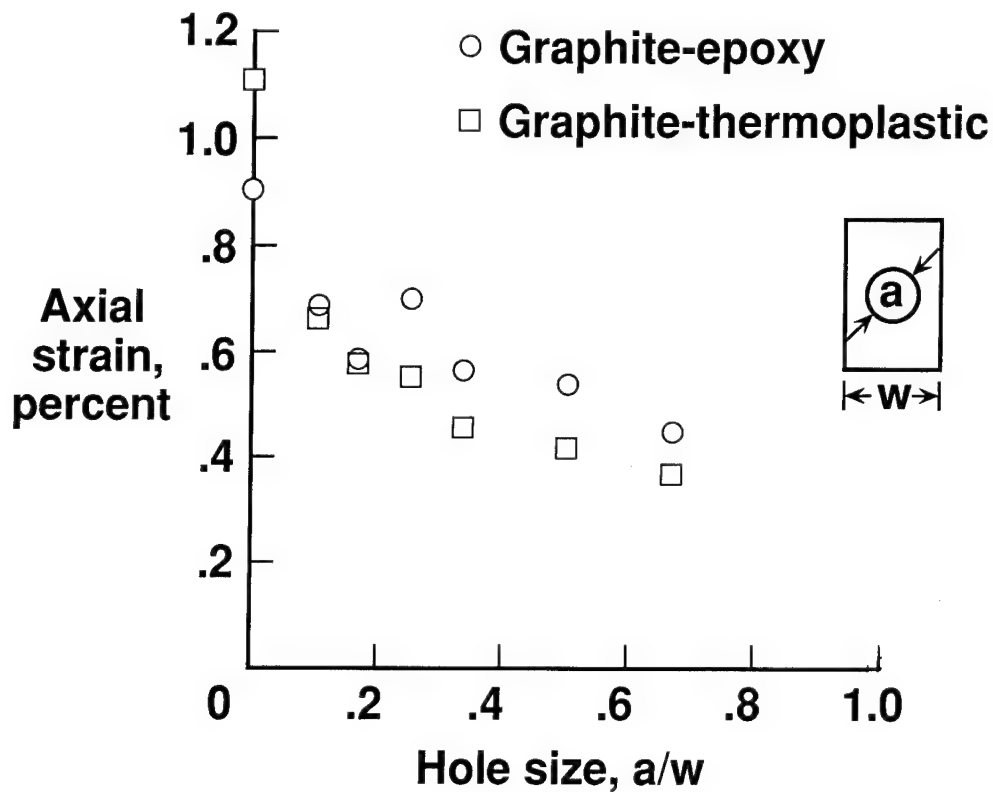 1.2
1.0
.8
.6
.4
.2
0
Axial
strain,
percent
Graphite-epoxy
Graphite-thermoplastic
a
w
.2
.4
.6
.8
1.0
Hole size, a/w